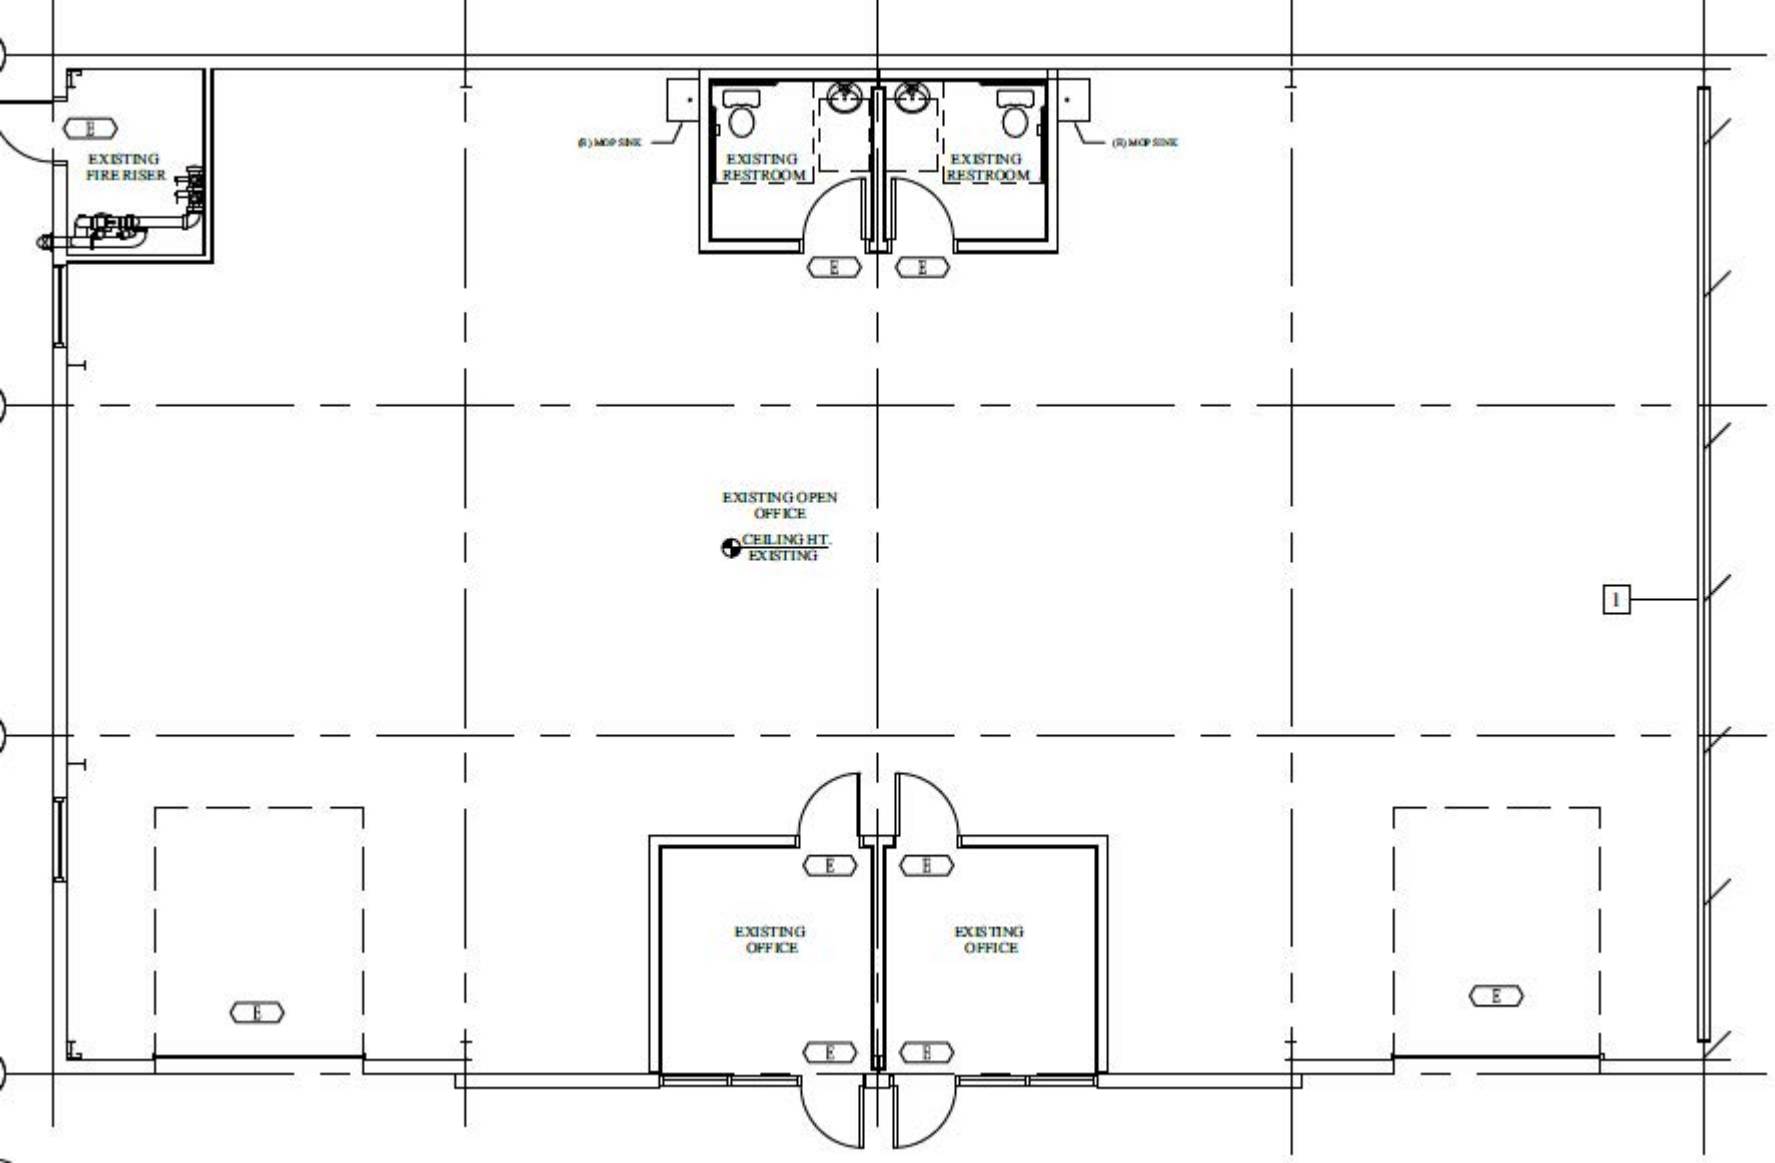 E
EXISTING
FIRE RISER
(E) MOP SINK
EXISTING
RESTROOM
EXISTING
RESTROOM
(E) MOP SINK
E
E
EXISTING OPEN
OFFICE
CEILING HT.
EXISTING
1
E
E
EXISTING
OFFICE
EXISTING
OFFICE
E
E
E
E